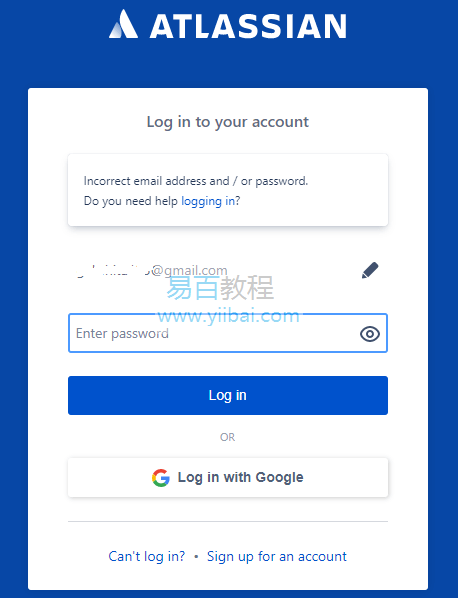 ATLASSIAN
Log in to your account
Incorrect email address and / or password.
Do you need help logging in?
@gmail.com
易百教程
www.yiibai.com
Enter password
Log in
OR
Log in with Google
Can't log in? • Sign up for an account